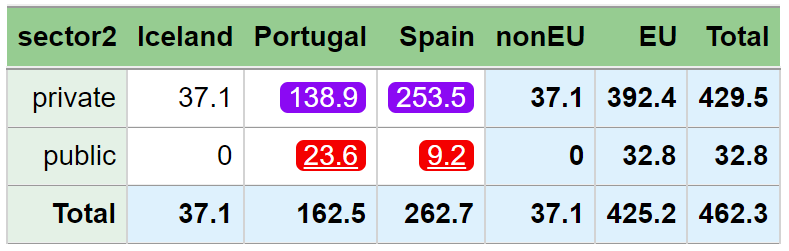 sector2 Iceland Portugal Spain nonEU EU Total
private 37.1 138.9 253.5 37.1 392.4 429.5
public 0 23.6 9.2 0 32.8 32.8
Total 37.1 162.5 262.7 37.1 425.2 462.3